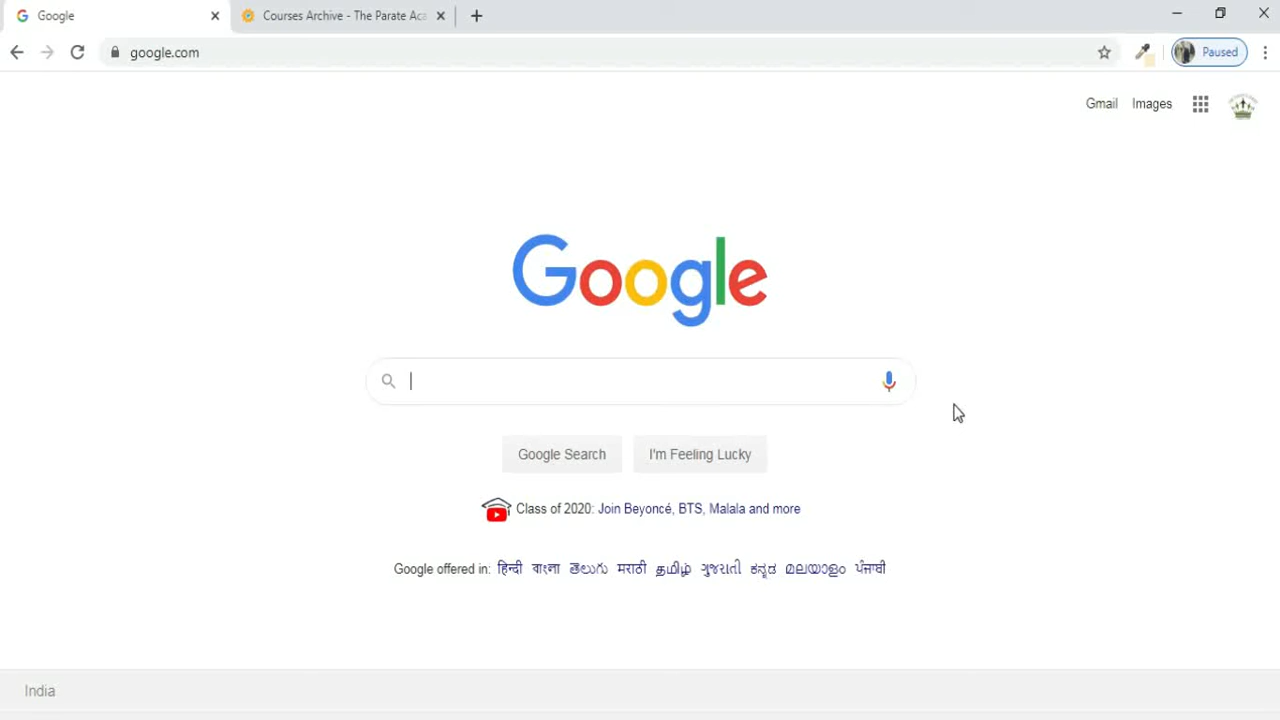 Google
Courses Archive - The Parate Aca
google.com
Paused
Gmail Images
Google
Google Search I'm Feeling Lucky
Class of 2020: Join Beyoncé, BTS, Malala and more
Google offered in: हिन्दी বাংলা తెలుగు मराठी தமிழ் ગુજરાતી ಕನ್ನಡ മലയാളം ਪੰਜਾਬੀ
India